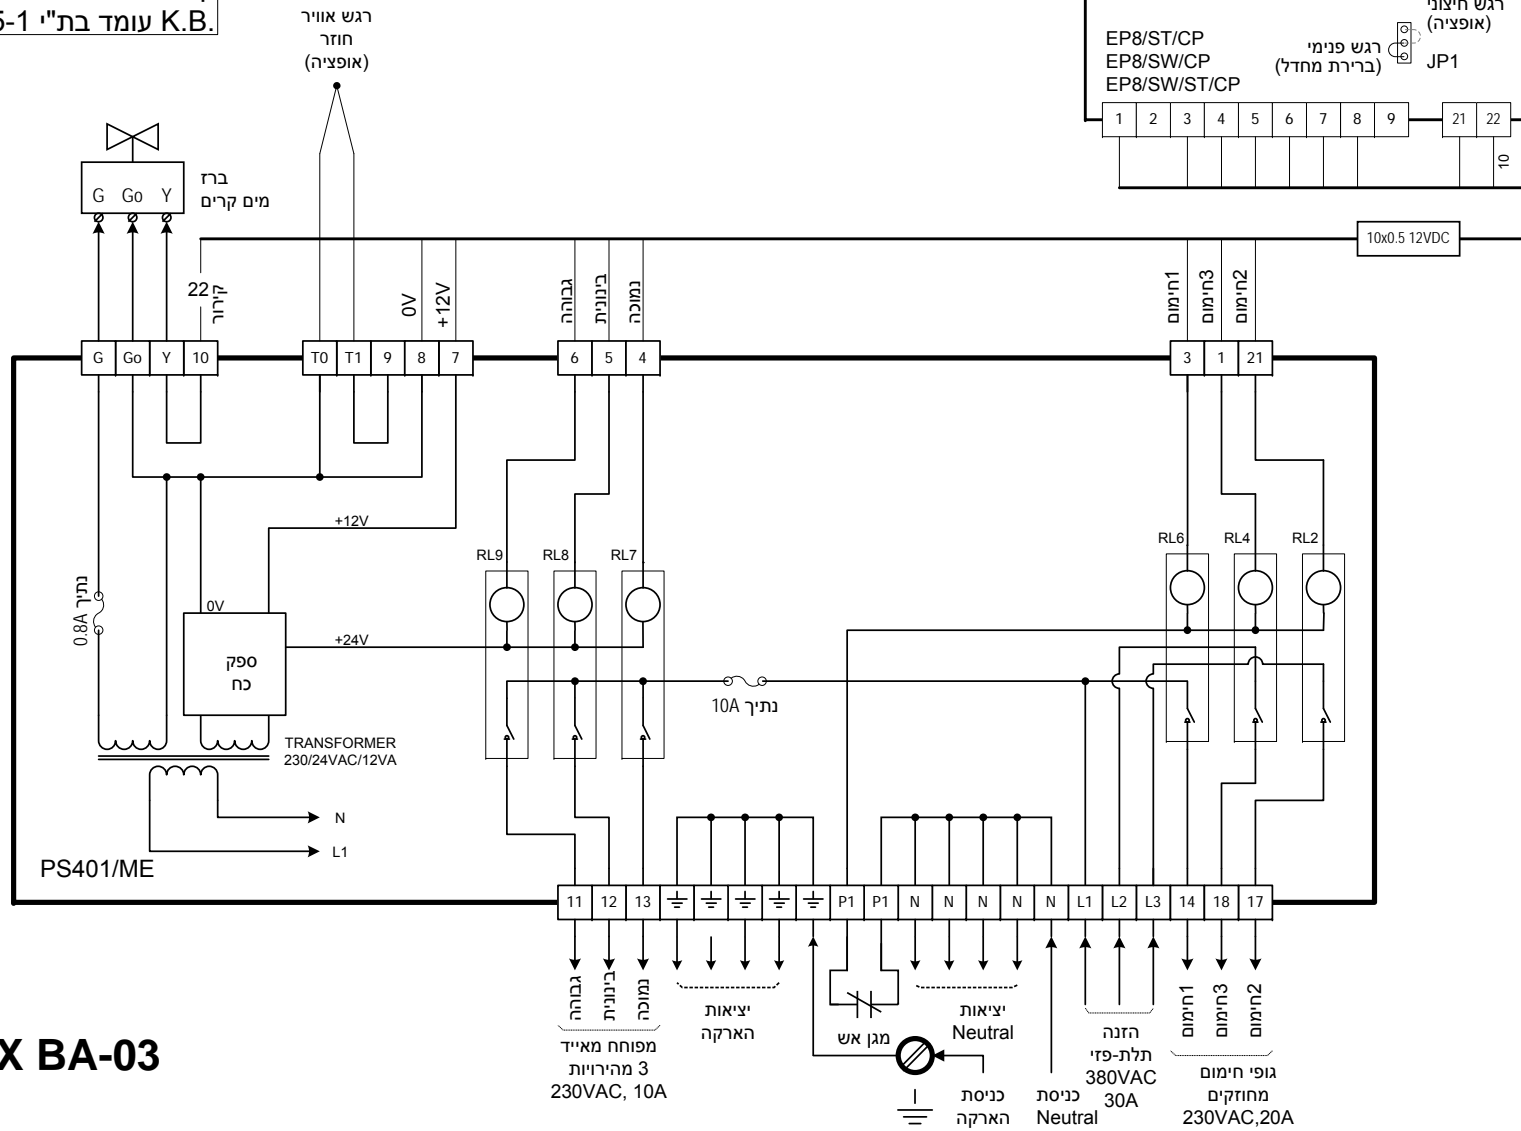 K.B. עומד בת"י 5-1
רגש אוויר
חוזר
(אופציה)
רגש חיצוני
(אופציה)
EP8/ST/CP
EP8/SW/CP
EP8/SW/ST/CP
רגש פנימי
(ברירת מחדל)
JP1
1 2 3 4 5 6 7 8 9 21 22
10
10x0.5 12VDC
G Go Y
ברז
מים קרים
22
קירור
0V
+12V
גבוהה
בינונית
נמוכה
חימום1
חימום3
חימום2
G Go Y 10 T0 T1 9 8 7 6 5 4 3 1 21
+12V
RL9 RL8 RL7 RL6 RL4 RL2
נתיך 0.8A
0V
+24V
ספק
כח
נתיך 10A
TRANSFORMER
230/24VAC/12VA
N
L1
PS401/ME
11 12 13 P1 P1 N N N N N L1 L2 L3 14 18 17
גבוהה
בינונית
נמוכה
מפוחח מאייד
3 מהירויות
230VAC, 10A
יציאות
הארקה
מגן אש
יציאות
Neutral
כניסת
הארקה
כניסת
Neutral
הזנה
תלת-פזי
380VAC
30A
חימום1
חימום3
חימום2
גופי חימום
מחוזקים
230VAC,20A
X BA-03